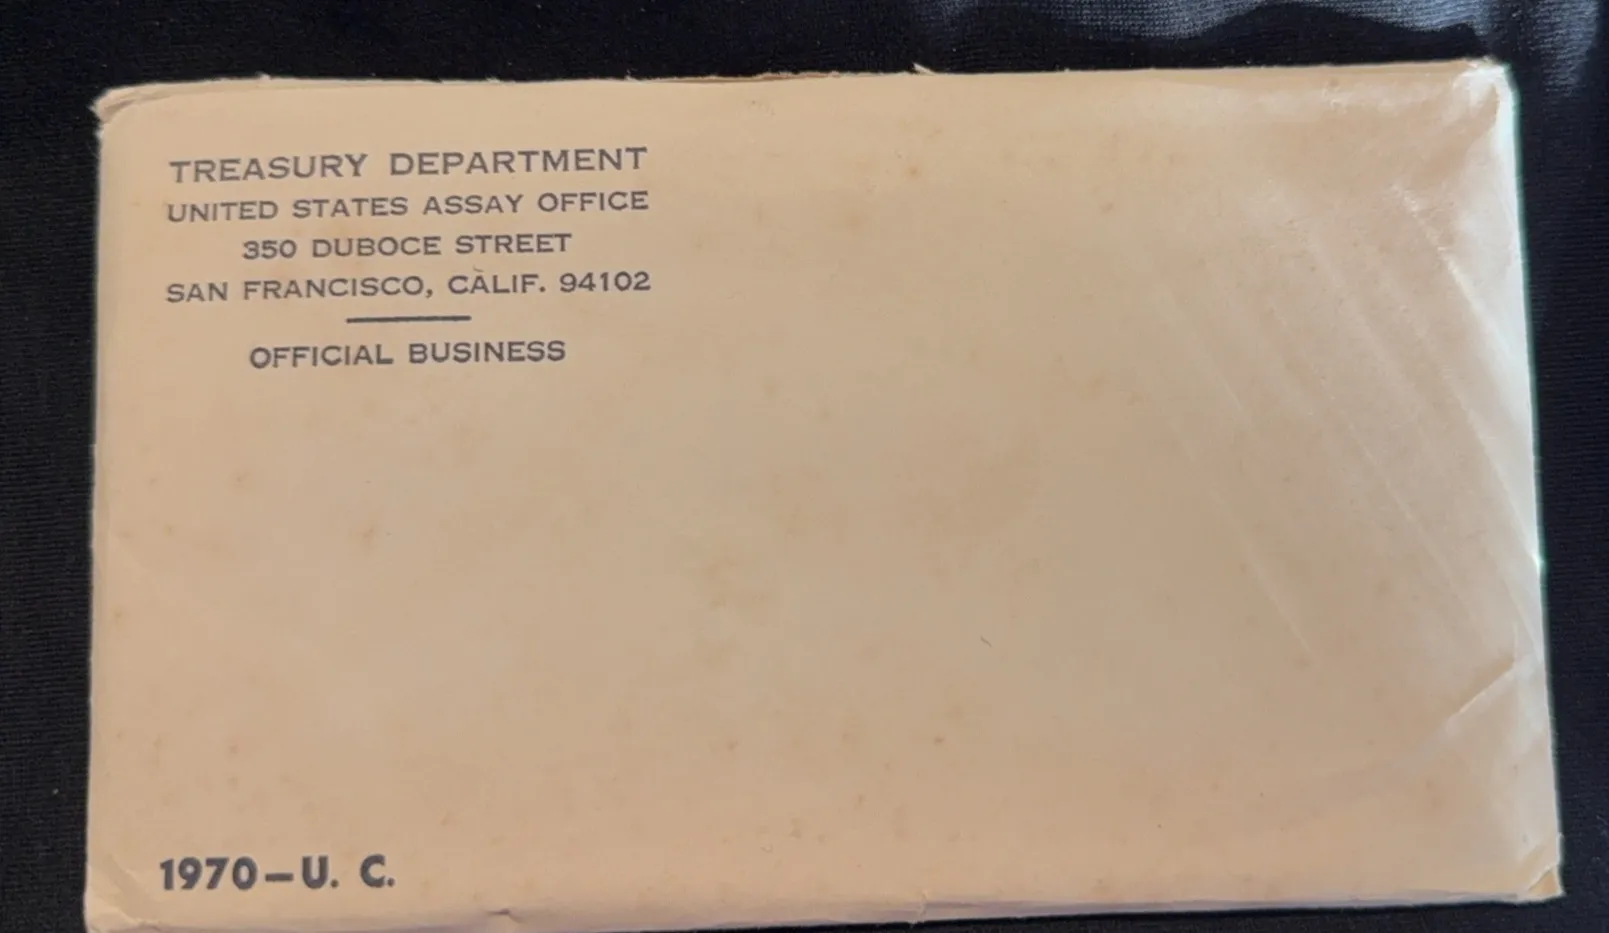 TREASURY DEPARTMENT
UNITED STATES ASSAY OFFICE
350 DUBOCE STREET
SAN FRANCISCO, CALIF. 94102
OFFICIAL BUSINESS
1970—U. C.